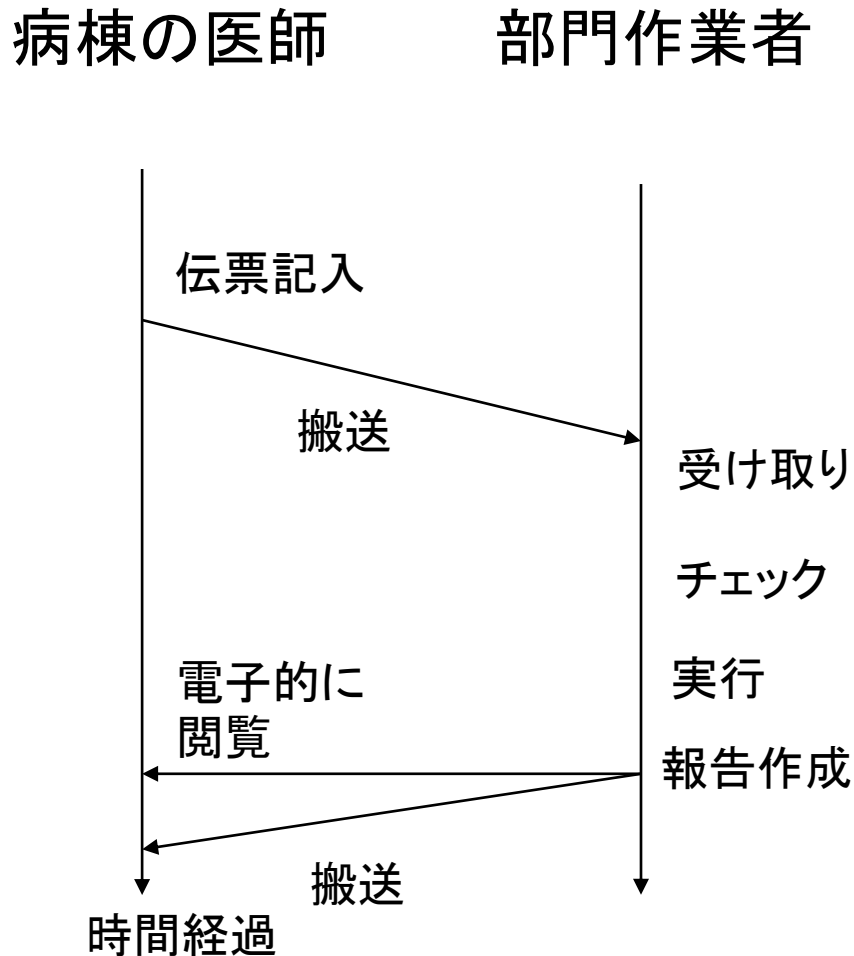 病棟の医師
部門作業者
伝票記入
搬送
受け取り
チェック
実行
電子的に
閲覧
報告作成
搬送
時間経過